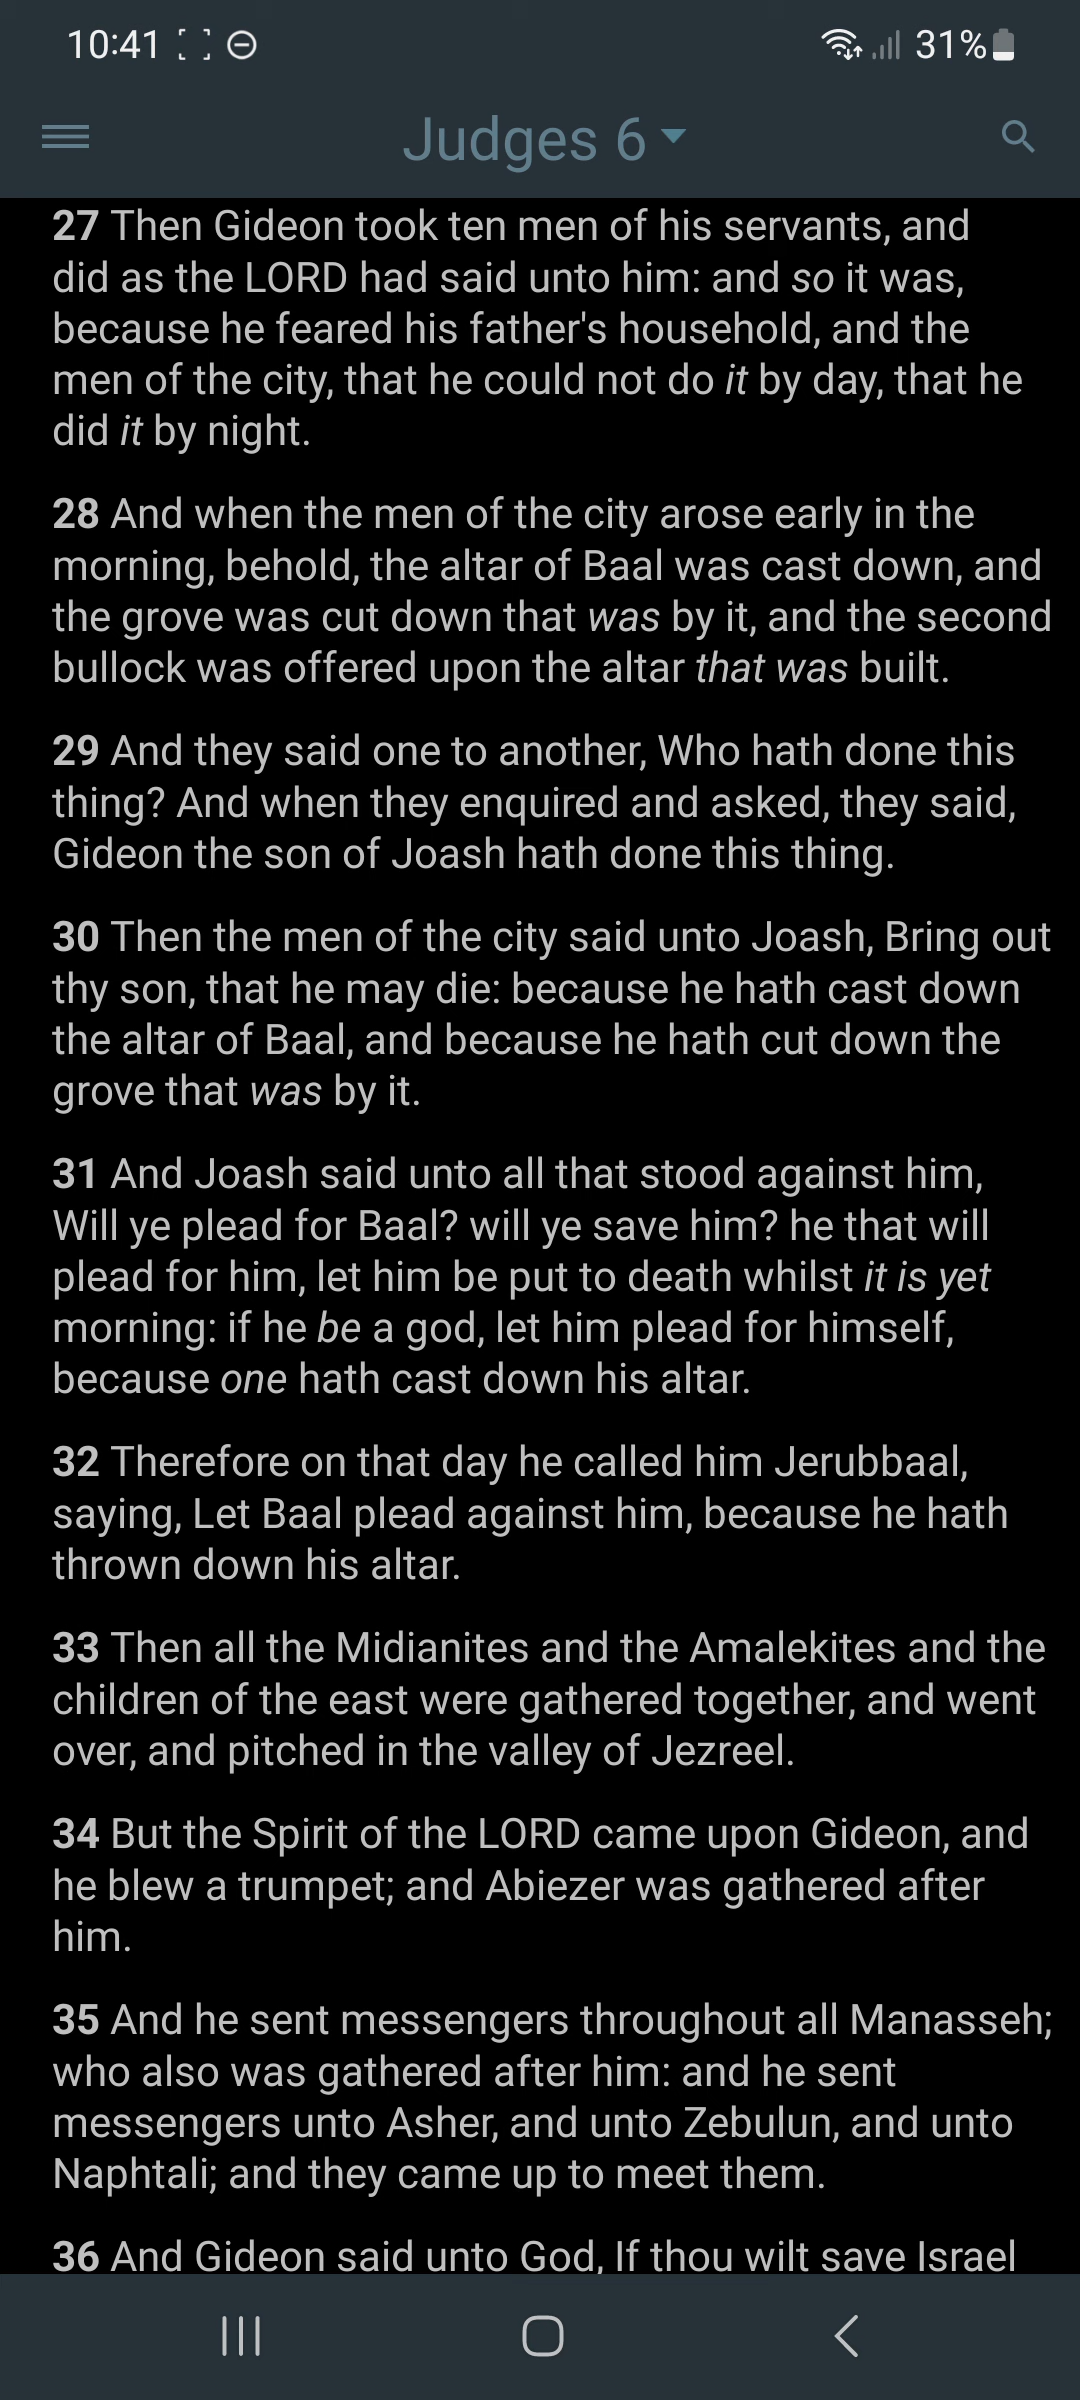 10:41
31%
Judges 6
27 Then Gideon took ten men of his servants, and
did as the LORD had said unto him: and so it was,
because he feared his father's household, and the
men of the city, that he could not do it by day, that he
did it by night.
28 And when the men of the city arose early in the
morning, behold, the altar of Baal was cast down, and
the grove was cut down that was by it, and the second
bullock was offered upon the altar that was built.
29 And they said one to another, Who hath done this
thing? And when they enquired and asked, they said,
Gideon the son of Joash hath done this thing.
30 Then the men of the city said unto Joash, Bring out
thy son, that he may die: because he hath cast down
the altar of Baal, and because he hath cut down the
grove that was by it.
31 And Joash said unto all that stood against him,
Will ye plead for Baal? will ye save him? he that will
plead for him, let him be put to death whilst it is yet
morning: if he be a god, let him plead for himself,
because one hath cast down his altar.
32 Therefore on that day he called him Jerubbaal,
saying, Let Baal plead against him, because he hath
thrown down his altar.
33 Then all the Midianites and the Amalekites and the
children of the east were gathered together, and went
over, and pitched in the valley of Jezreel.
34 But the Spirit of the LORD came upon Gideon, and
he blew a trumpet; and Abiezer was gathered after
him.
35 And he sent messengers throughout all Manasseh;
who also was gathered after him: and he sent
messengers unto Asher, and unto Zebulun, and unto
Naphtali; and they came up to meet them.
36 And Gideon said unto God, If thou wilt save Israel